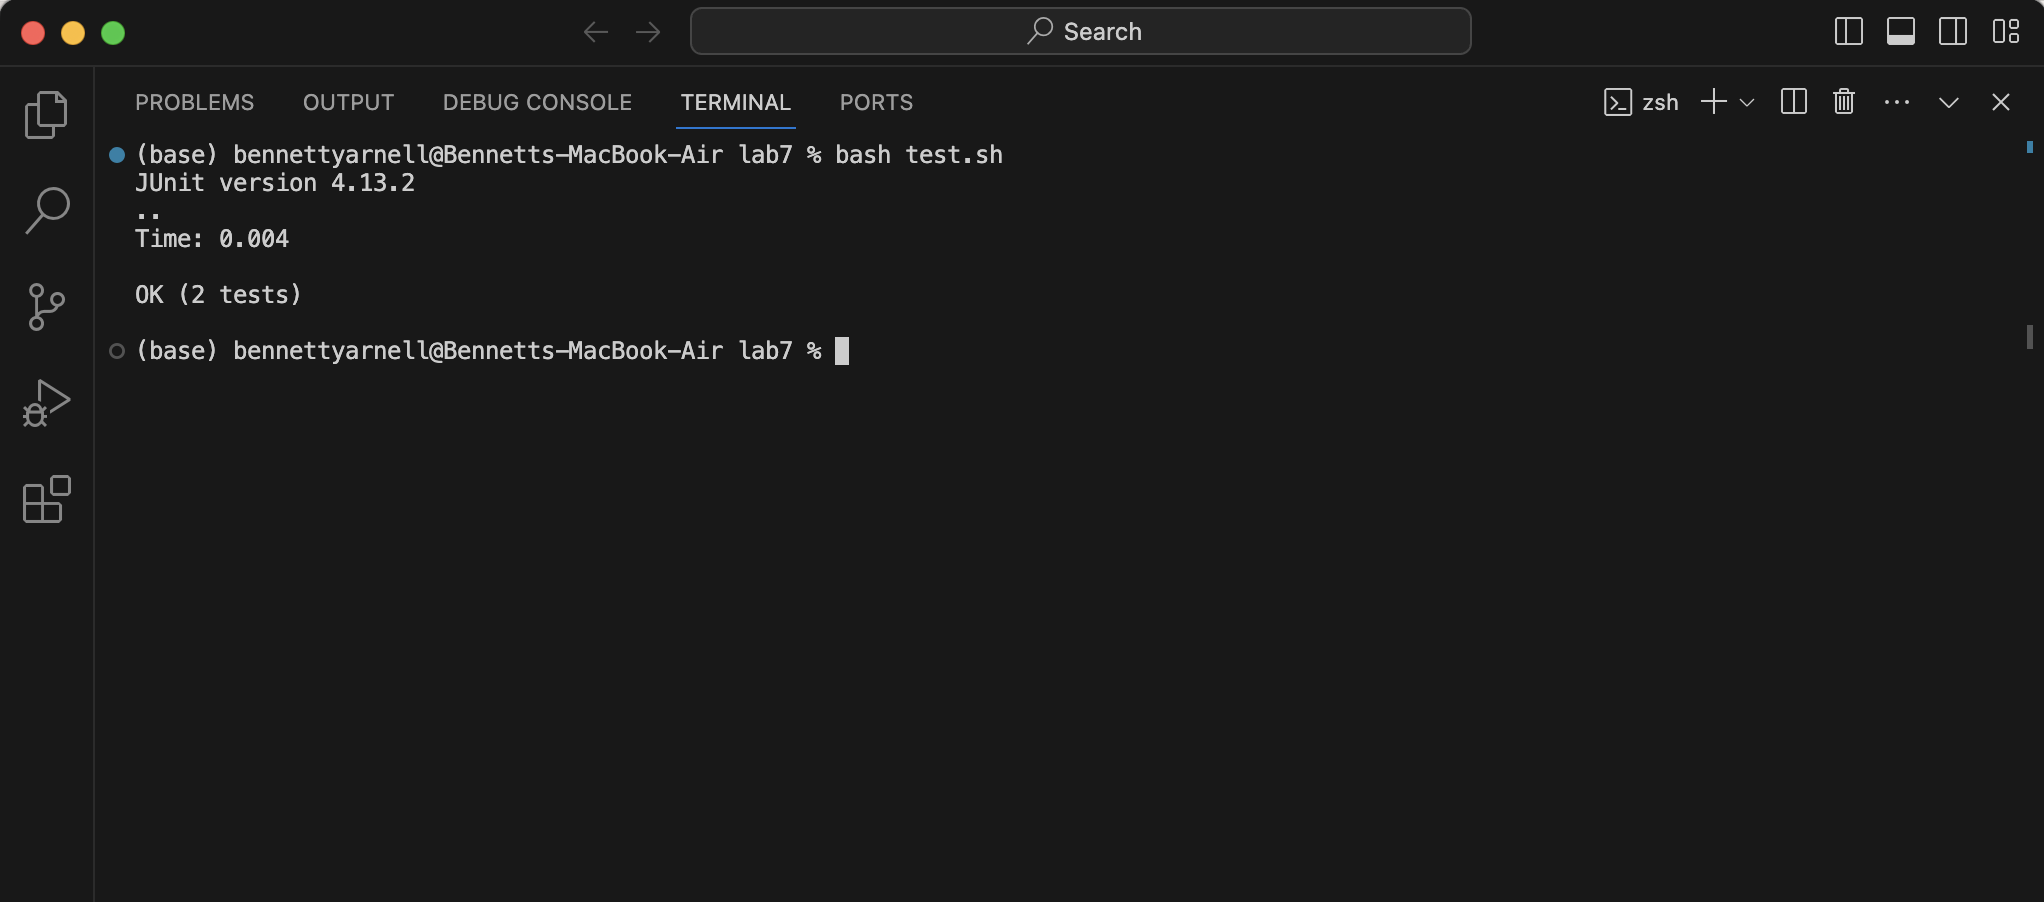 Search
PROBLEMS OUTPUT DEBUG CONSOLE TERMINAL PORTS zsh
(base) bennettyarnell@Bennetts-MacBook-Air lab7 % bash test.sh
JUnit version 4.13.2
..
Time: 0.004
OK (2 tests)
(base) bennettyarnell@Bennetts-MacBook-Air lab7 %